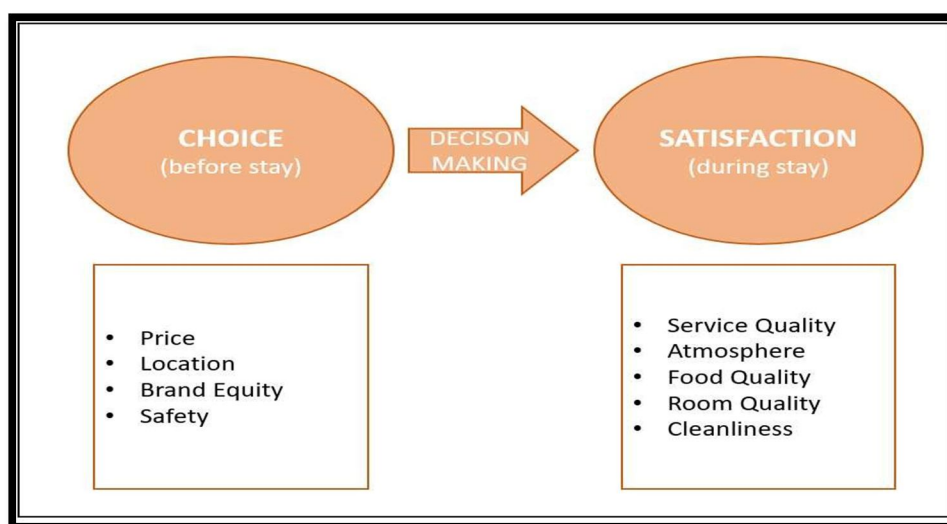 CHOICE
(before stay)
DECISON
MAKING
SATISFACTION
(during stay)
• Price
• Location
• Brand Equity
• Safety
• Service Quality
• Atmosphere
• Food Quality
• Room Quality
• Cleanliness